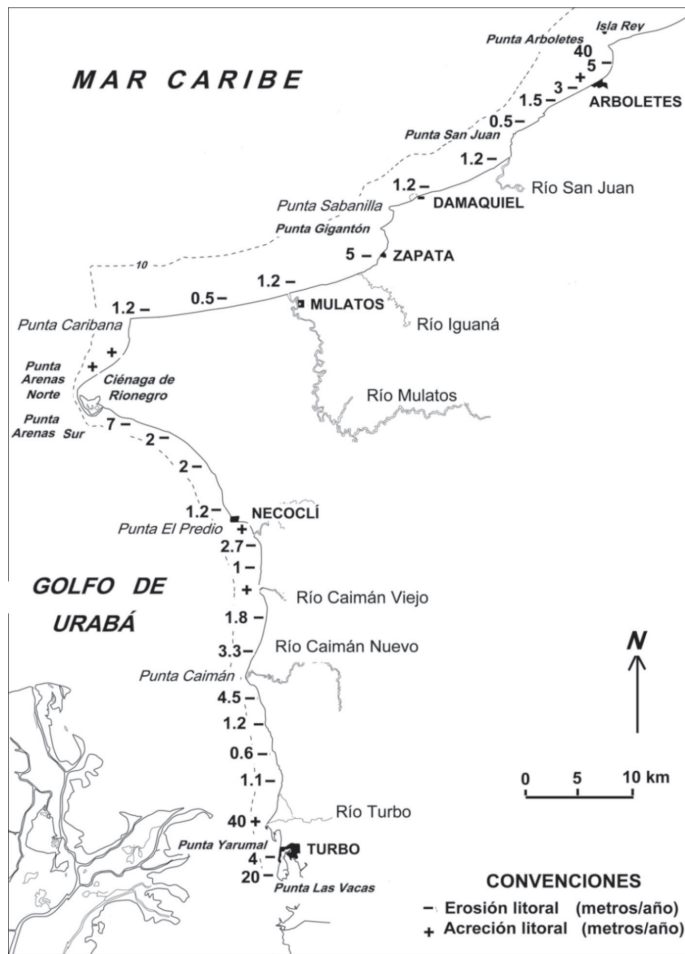 Isla Rey
Punta Arboletes
MAR CARIBE
40
5 –
+
3 –
ARBOLETES
1.5 –
0.5 –
Punta San Juan
1.2 –
Río San Juan
1.2 –
Punta Sabanilla
DAMAQUIEL
Punta Gigantón
5 –
ZAPATA
10
1.2 –
0.5 –
1.2 –
MULATOS
Punta Caribana
Río Iguaná
+
+
Punta
Arenas
Norte
Ciénaga de
Rionegro
Río Mulatos
Punta
Arenas Sur
7 –
2 –
2 –
1.2 –
NECOCLÍ
Punta El Predio
+
2.7 –
1 –
GOLFO DE
URABÁ
+
Río Caimán Viejo
1.8 –
Río Caimán Nuevo
3.3 –
N
Punta Caimán
4.5 –
1.2 –
0.6 –
1.1 –
0 5 10 km
Río Turbo
40 +
Punta Yarumal
TURBO
4 –
20 –
Punta Las Vacas
CONVENCIONES
– Erosión litoral (metros/año)
+ Acreción litoral (metros/año)